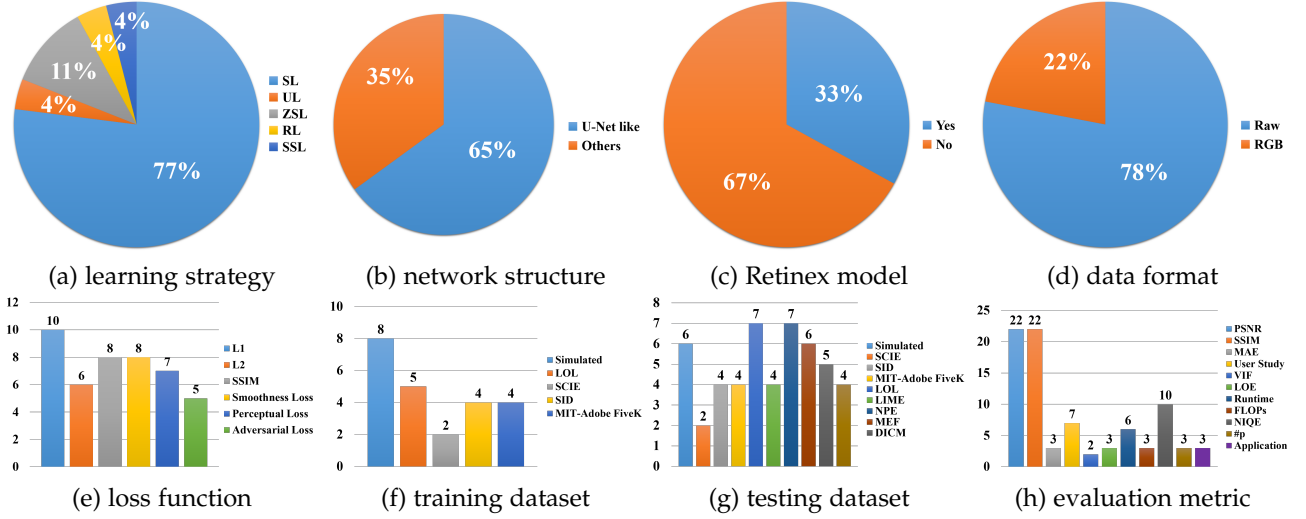 4%
4%
11%
4%
77%
SL
UL
ZSL
RL
SSL
(a) learning strategy
35%
65%
U-Net like
Others
(b) network structure
33%
67%
Yes
No
(c) Retinex model
22%
78%
Raw
RGB
(d) data format
12
10
8
6
4
2
0
10
6
8
8
7
5
L1
L2
SSIM
Smoothness Loss
Perceptual Loss
Adversarial Loss
(e) loss function
10
8
6
4
2
0
8
5
2
4
4
Simulated
LOL
SCIE
SID
MIT-Adobe FiveK
(f) training dataset
8
7
6
5
4
3
2
1
0
6
2
4
4
7
4
7
6
5
4
Simulated
SCIE
SID
MIT-Adobe FiveK
LOL
LIME
NPE
MEF
DICM
(g) testing dataset
25
20
15
10
5
0
22
22
3
7
2
3
6
3
10
3
3
PSNR
SSIM
MAE
User Study
VIF
LOE
Runtime
FLOPs
NIQE
#p
Application
(h) evaluation metric